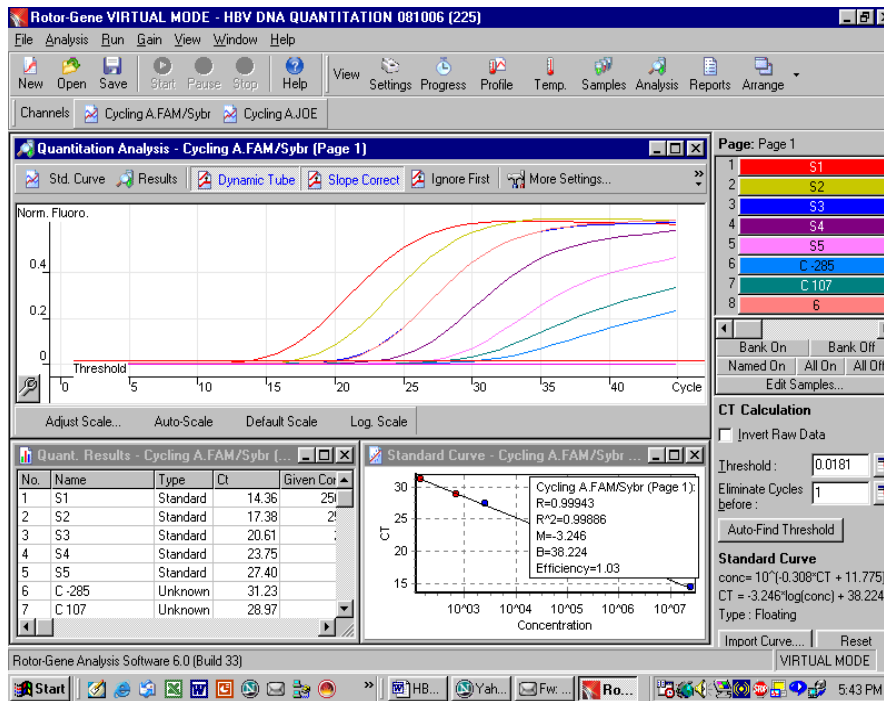 Rotor-Gene VIRTUAL MODE - HBV DNA QUANTITATION 081006 (225)
File Analysis Run Gain View Window Help
New Open Save Start Pause Stop Help View Settings Progress Profile Temp. Samples Analysis Reports Arrange
Channels Cycling A.FAM/Sybr Cycling A.JOE
Quantitation Analysis - Cycling A.FAM/Sybr (Page 1)
Std. Curve Results Dynamic Tube Slope Correct Ignore First More Settings...
Norm. Fluoro.
0.4
0.2
0
Threshold
0 5 10 15 20 25 30 35 40 Cycle
Adjust Scale... Auto-Scale Default Scale Log. Scale
Page: Page 1
1 S1
2 S2
3 S3
4 S4
5 S5
6 C -285
7 C 107
8 6
Bank On Bank Off
Named On All On All Off
Edit Samples...
CT Calculation
Invert Raw Data
Threshold : 0.0181
Eliminate Cycles before : 1
Auto-Find Threshold
Standard Curve
conc= 10^(-0.308*CT + 11.775)
CT = -3.246*log(conc) + 38.224
Type : Floating
Import Curve.... Reset
Quant. Results - Cycling A.FAM/Sybr (...
No. Name Type Ct Given Cor
1 S1 Standard 14.36 250
2 S2 Standard 17.38 25
3 S3 Standard 20.61
4 S4 Standard 23.75
5 S5 Standard 27.40
6 C -285 Unknown 31.23
7 C 107 Unknown 28.97
Standard Curve - Cycling A.FAM/Sybr ...
30
25
20
15
CT
Cycling A.FAM/Sybr (Page 1):
R=0.99943
R^2=0.99886
M=-3.246
B=38.224
Efficiency=1.03
10^03 10^04 10^05 10^06 10^07
Concentration
Rotor-Gene Analysis Software 6.0 (Build 33) VIRTUAL MODE
Start HB... Yah... Fw: ... Ro... 5:43 PM